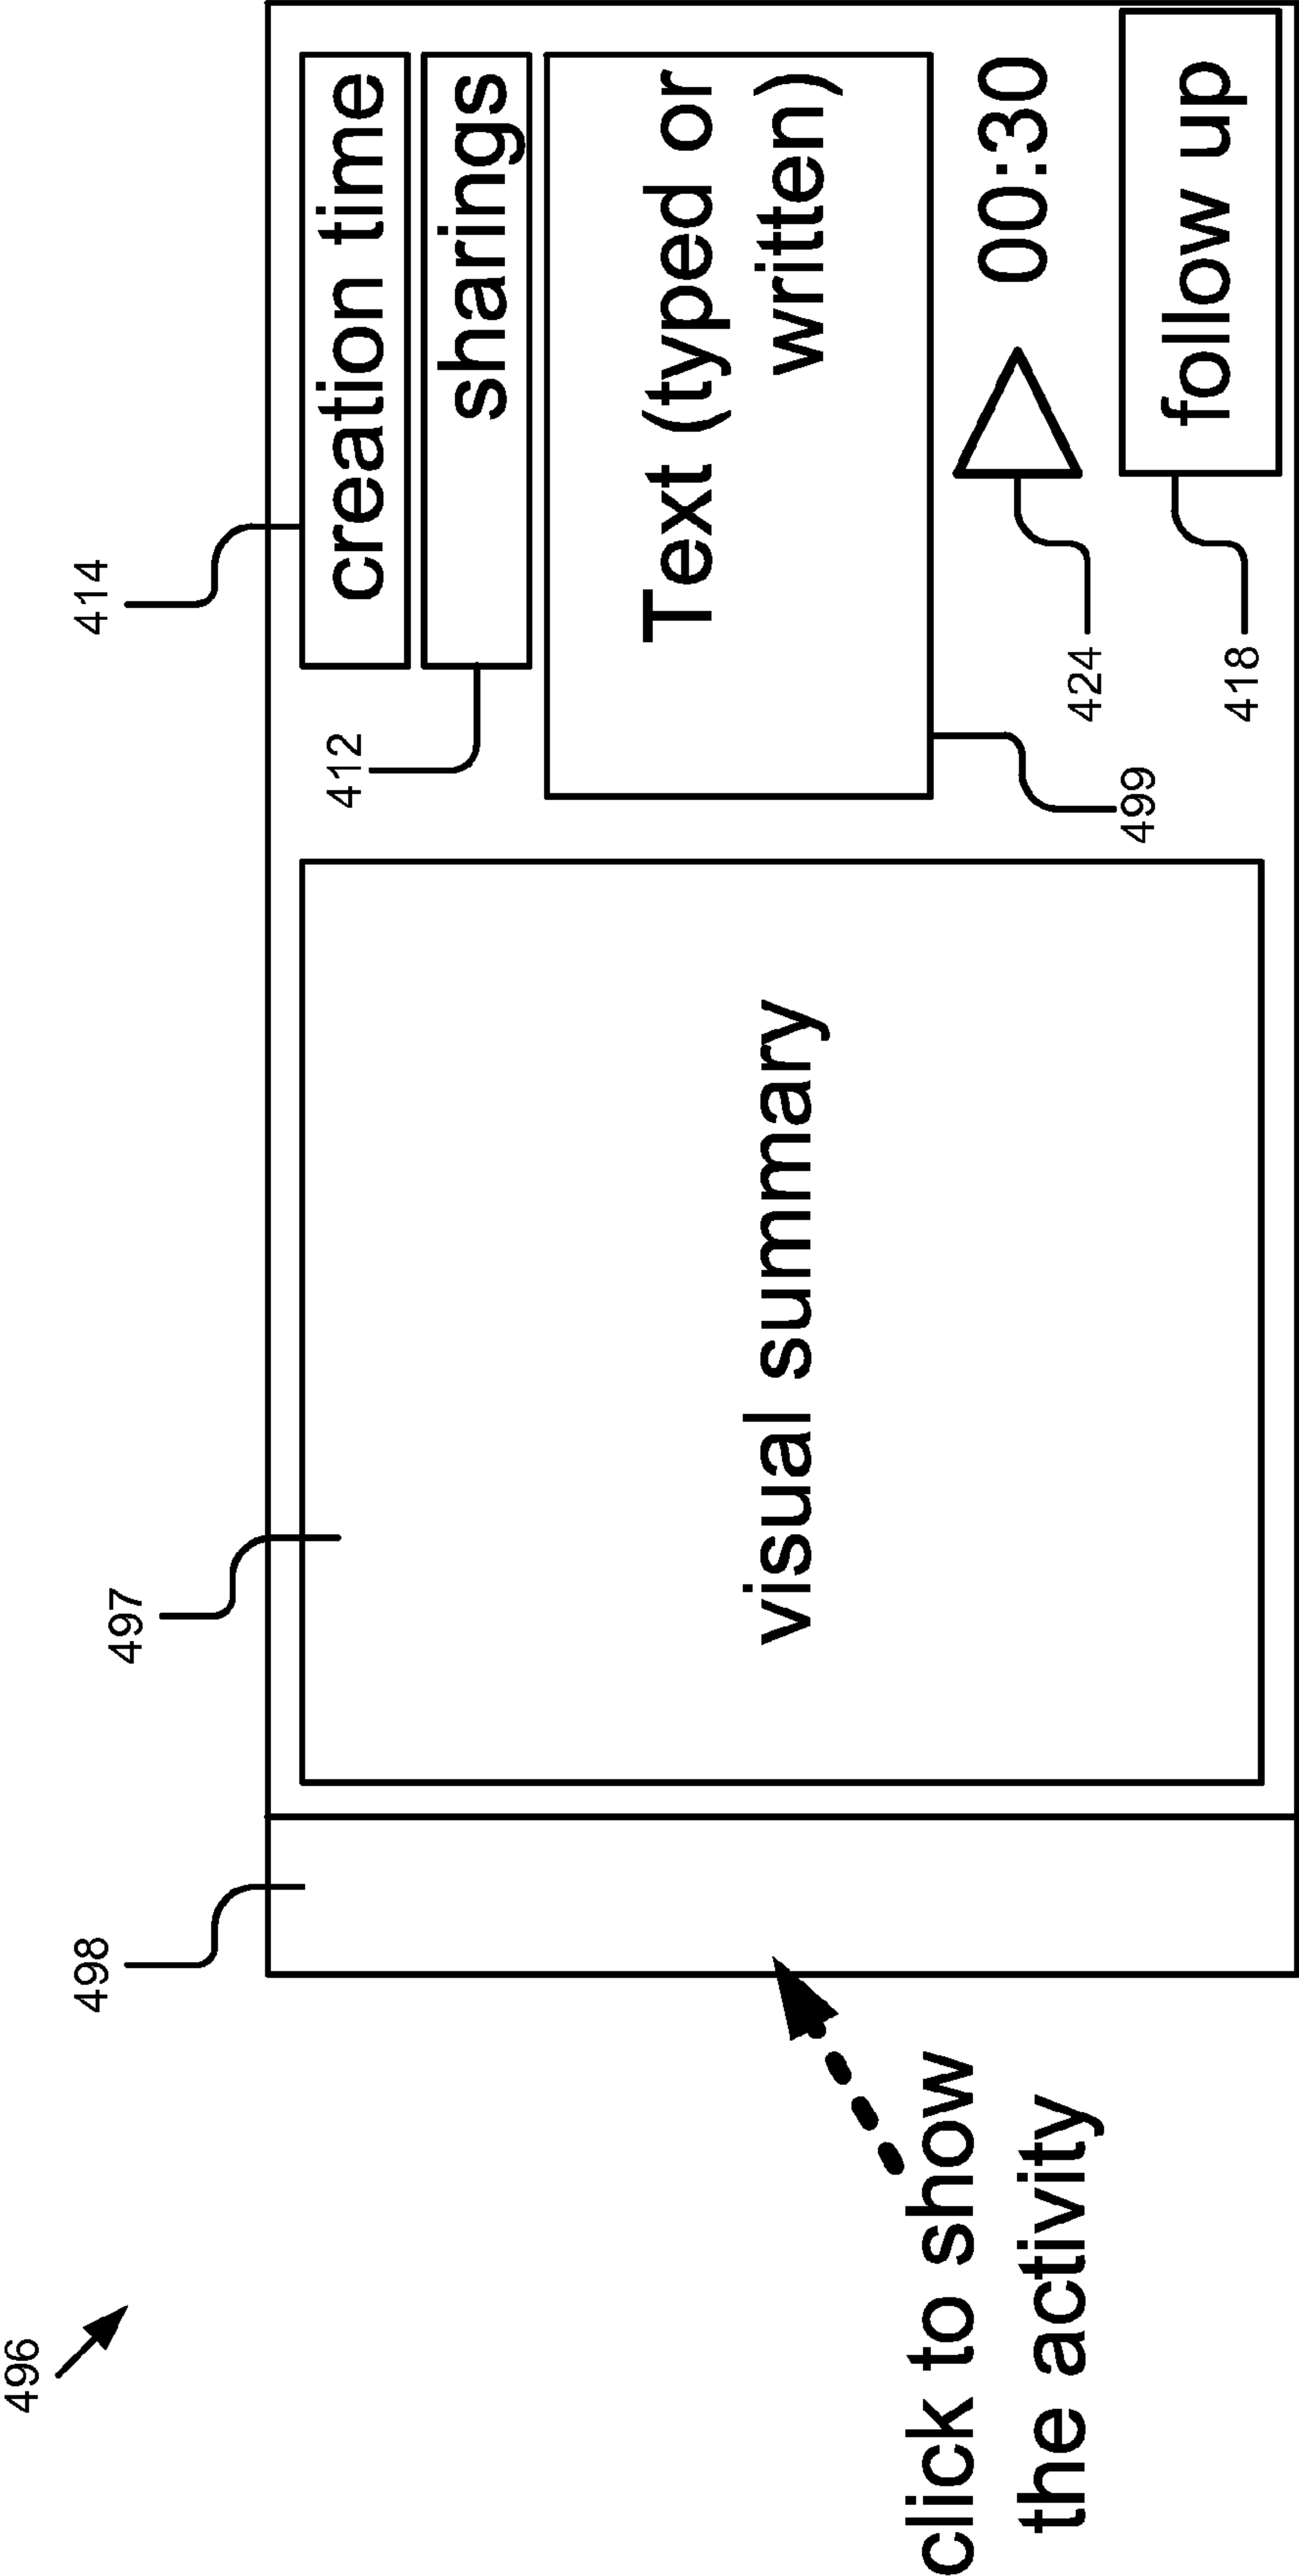 496
498
497
414
412
creation time
sharings
Text (typed or
written)
visual summary
00:30
424
499
418
follow up
click to show
the activity